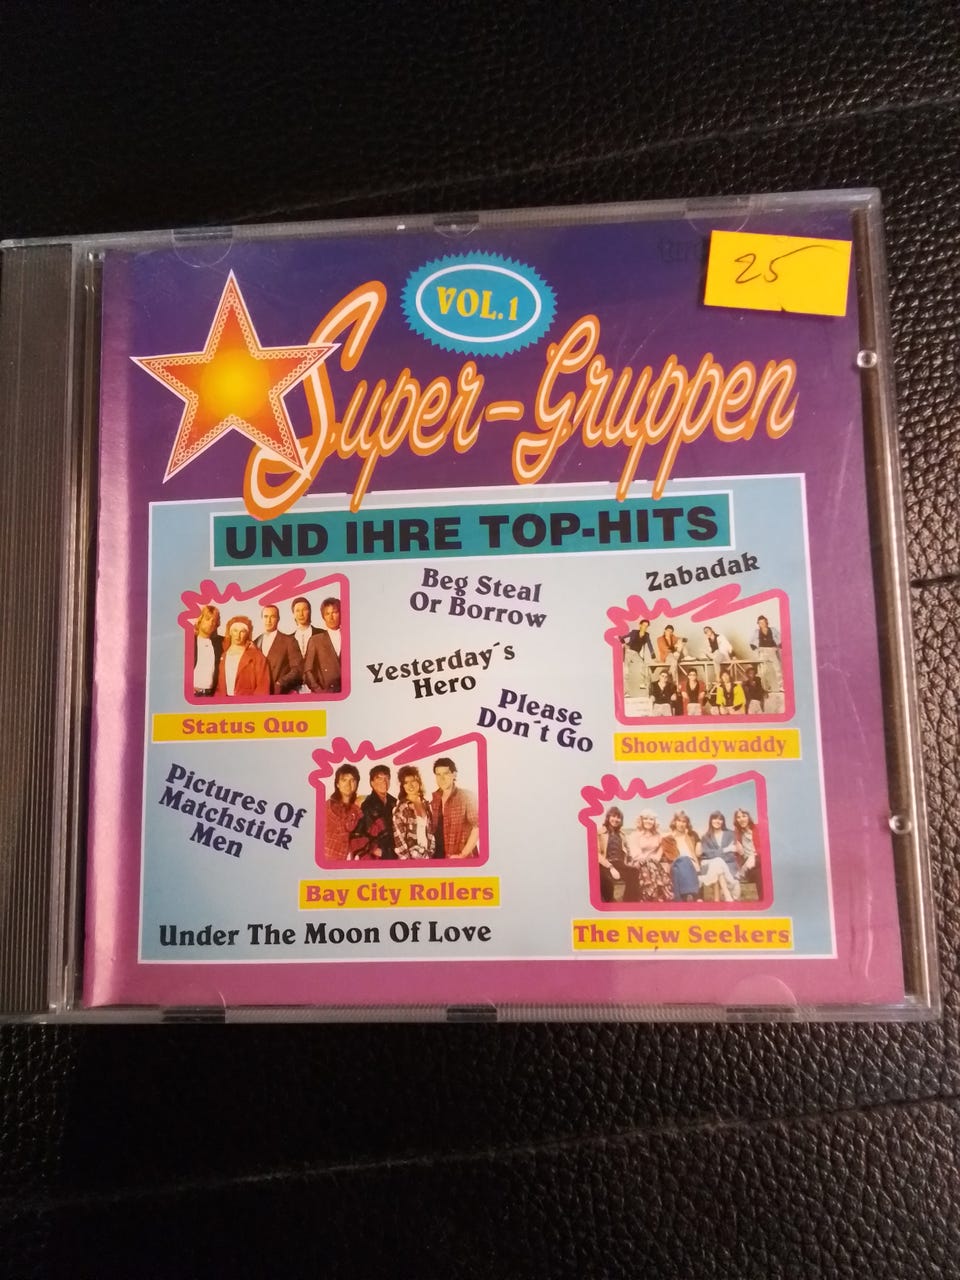 25
VOL.1
Super-Gruppen
UND IHRE TOP-HITS
Beg Steal
Or Borrow
Zabadak
Yesterday´s
Hero
Please
Don´t Go
Status Quo
Showaddywaddy
Pictures Of
Matchstick
Men
Bay City Rollers
Under The Moon Of Love
The New Seekers